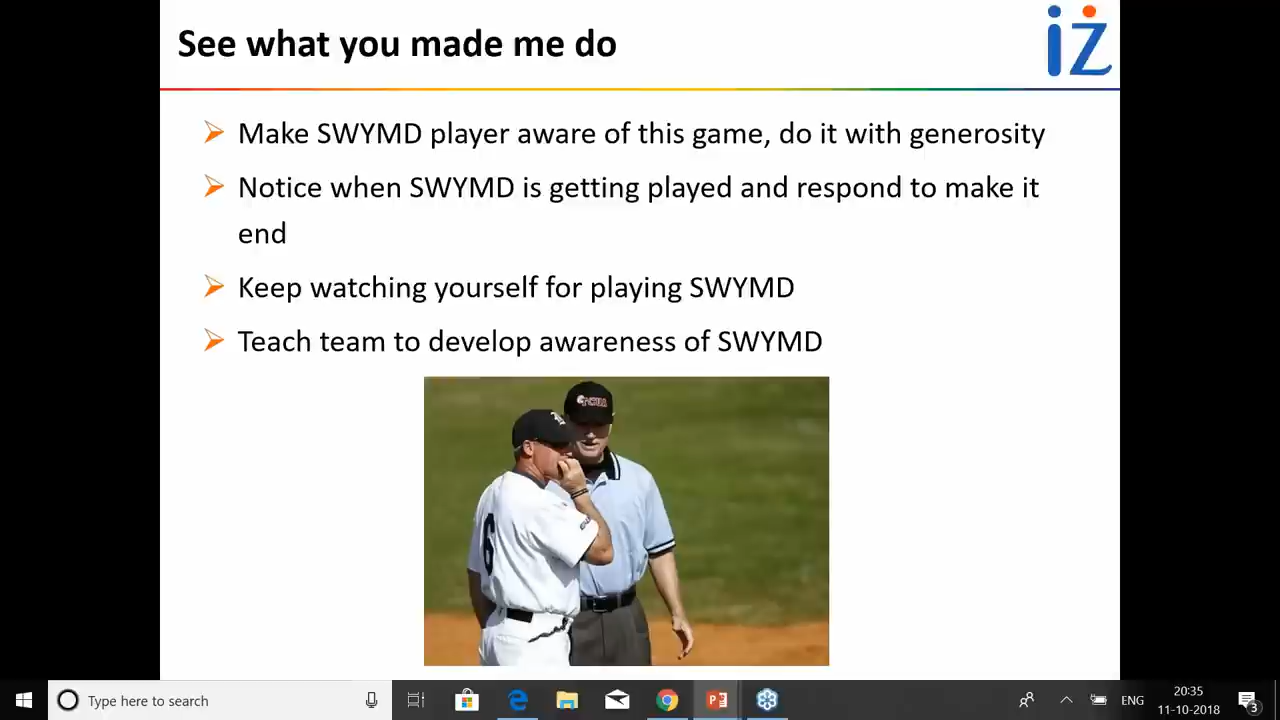 See what you made me do
iz
Make SWYMD player aware of this game, do it with generosity
Notice when SWYMD is getting played and respond to make it
end
Keep watching yourself for playing SWYMD
Teach team to develop awareness of SWYMD
6
Type here to search
ENG
20:35
11-10-2018
3